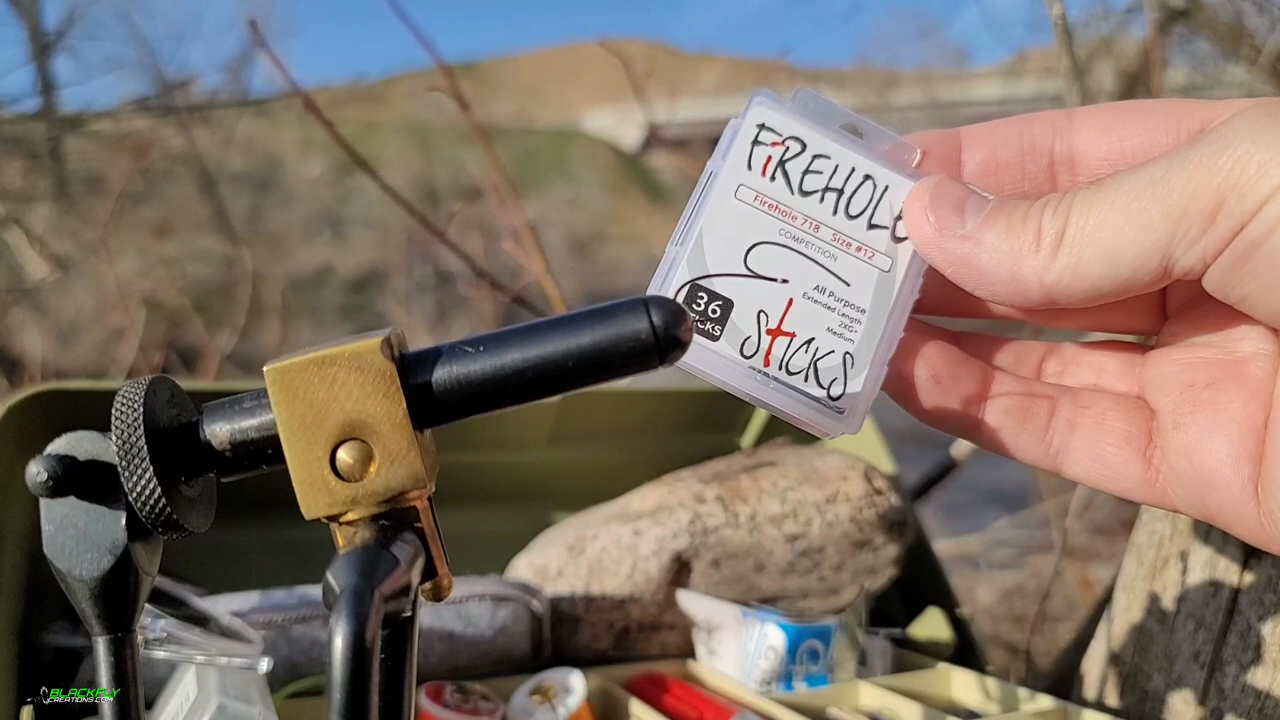 FiREHOLE
Firehole 718 Size #12
COMPETITION
All Purpose
Extended Length
2XG+
Medium
36
STICKS
BLACKFLY
CREATIONS.COM